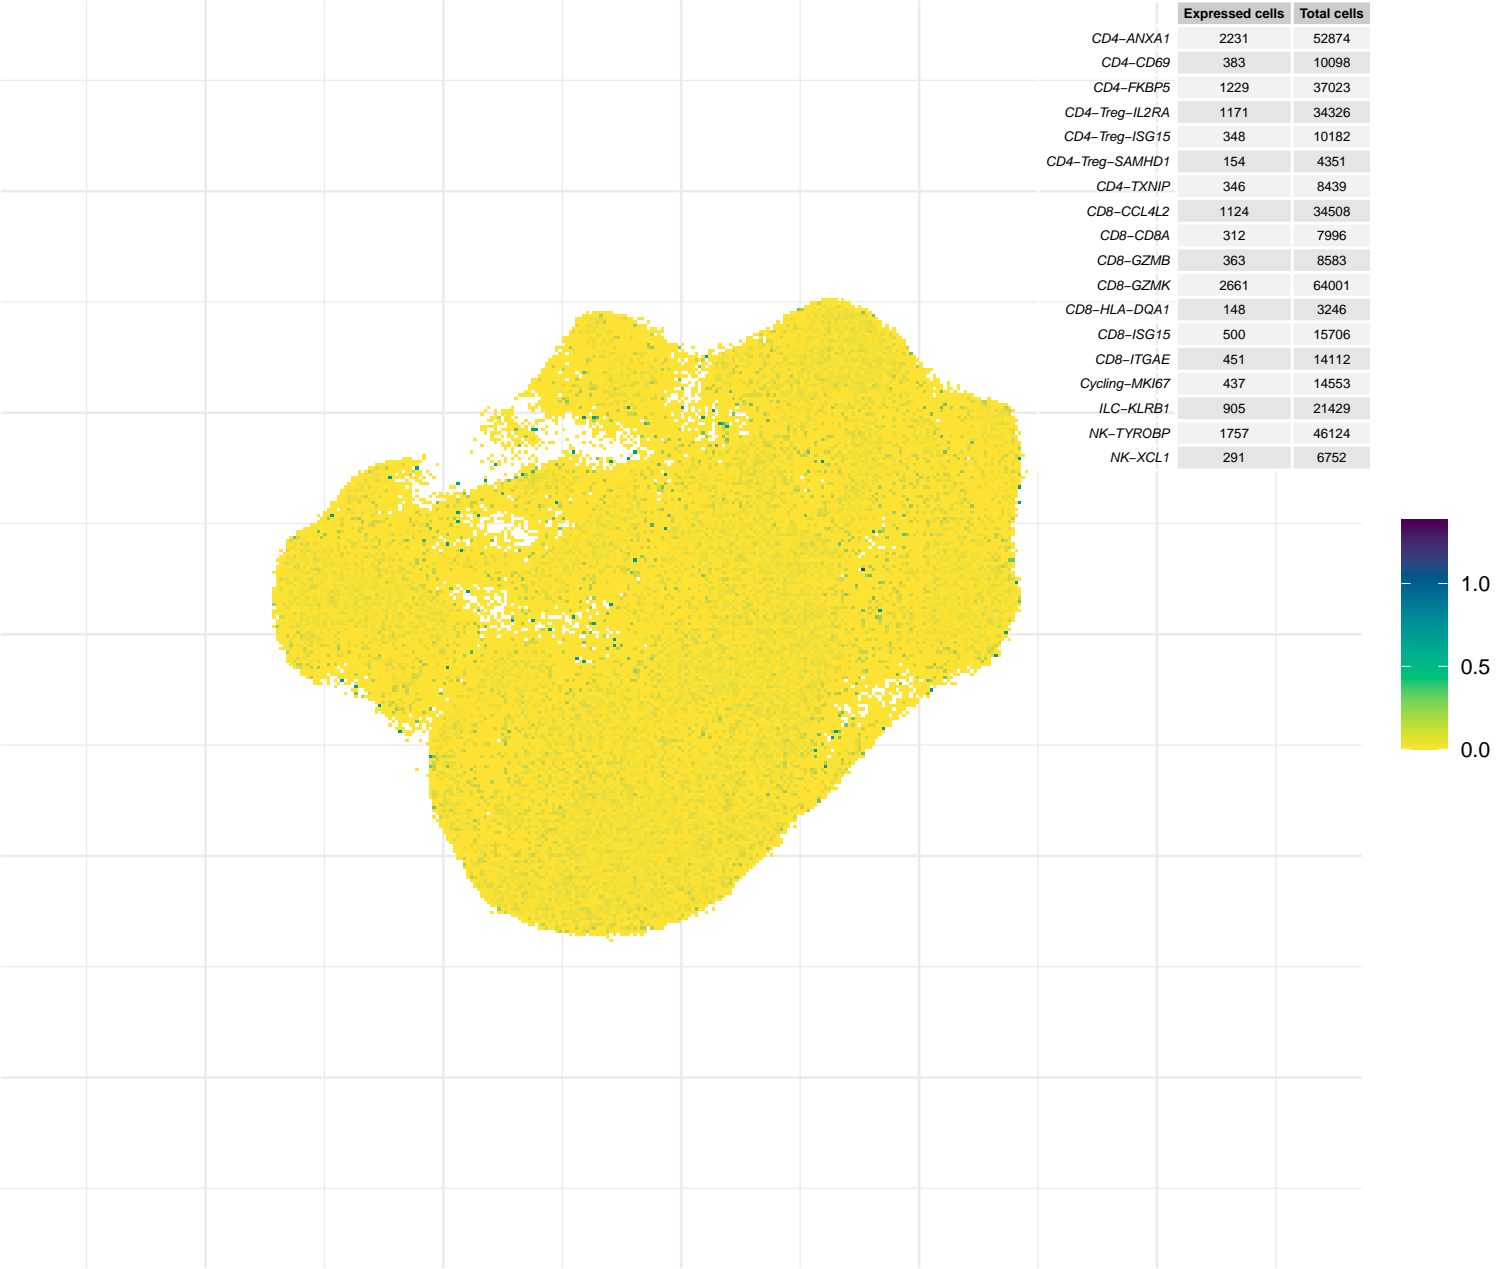 Expressed cells Total cells
CD4−ANXA1 2231 52874
CD4−CD69 383 10098
CD4−FKBP5 1229 37023
CD4−Treg−IL2RA 1171 34326
CD4−Treg−ISG15 348 10182
CD4−Treg−SAMHD1 154 4351
CD4−TXNIP 346 8439
CD8−CCL4L2 1124 34508
CD8−CD8A 312 7996
CD8−GZMB 363 8583
CD8−GZMK 2661 64001
CD8−HLA−DQA1 148 3246
CD8−ISG15 500 15706
CD8−ITGAE 451 14112
Cycling−MKI67 437 14553
ILC−KLRB1 905 21429
NK−TYROBP 1757 46124
NK−XCL1 291 6752
1.0
0.5
0.0